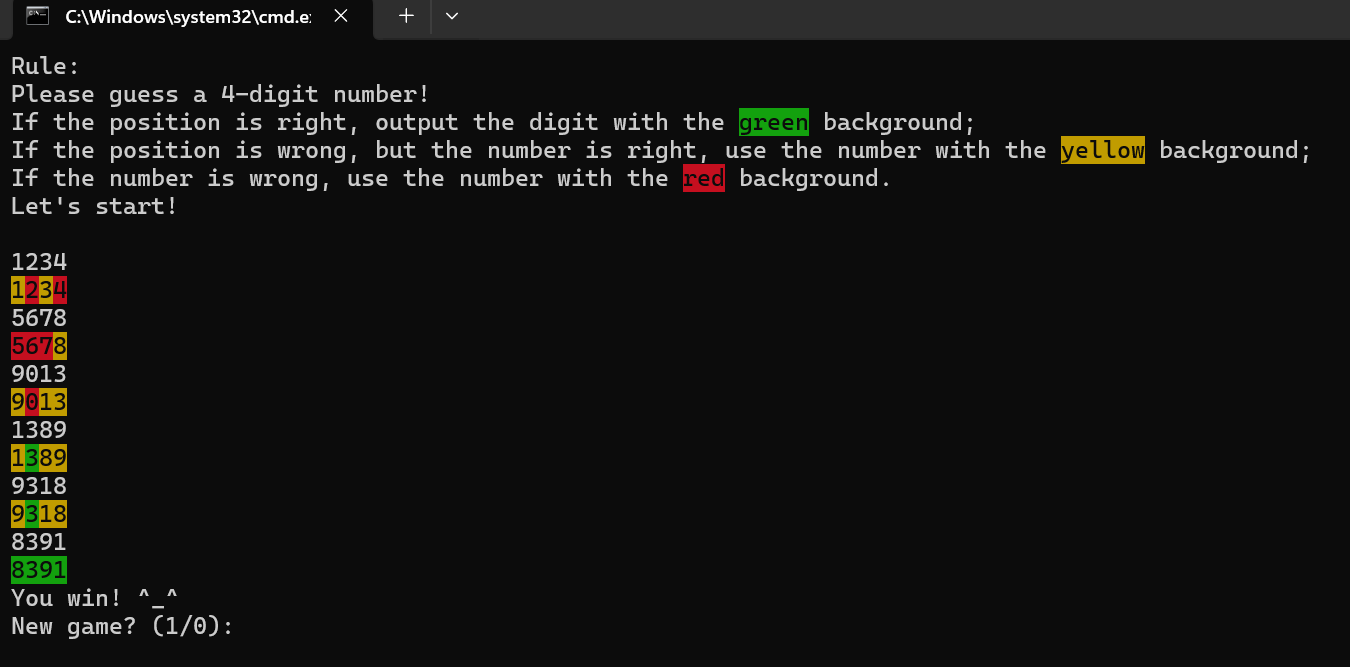 C:\Windows\system32\cmd.e
Rule:
Please guess a 4-digit number!
If the position is right, output the digit with the green background;
If the position is wrong, but the number is right, use the number with the yellow background;
If the number is wrong, use the number with the red background.
Let's start!
1234
1234
5678
5678
9013
9013
1389
1389
9318
9318
8391
8391
You win! ^_^
New game? (1/0):